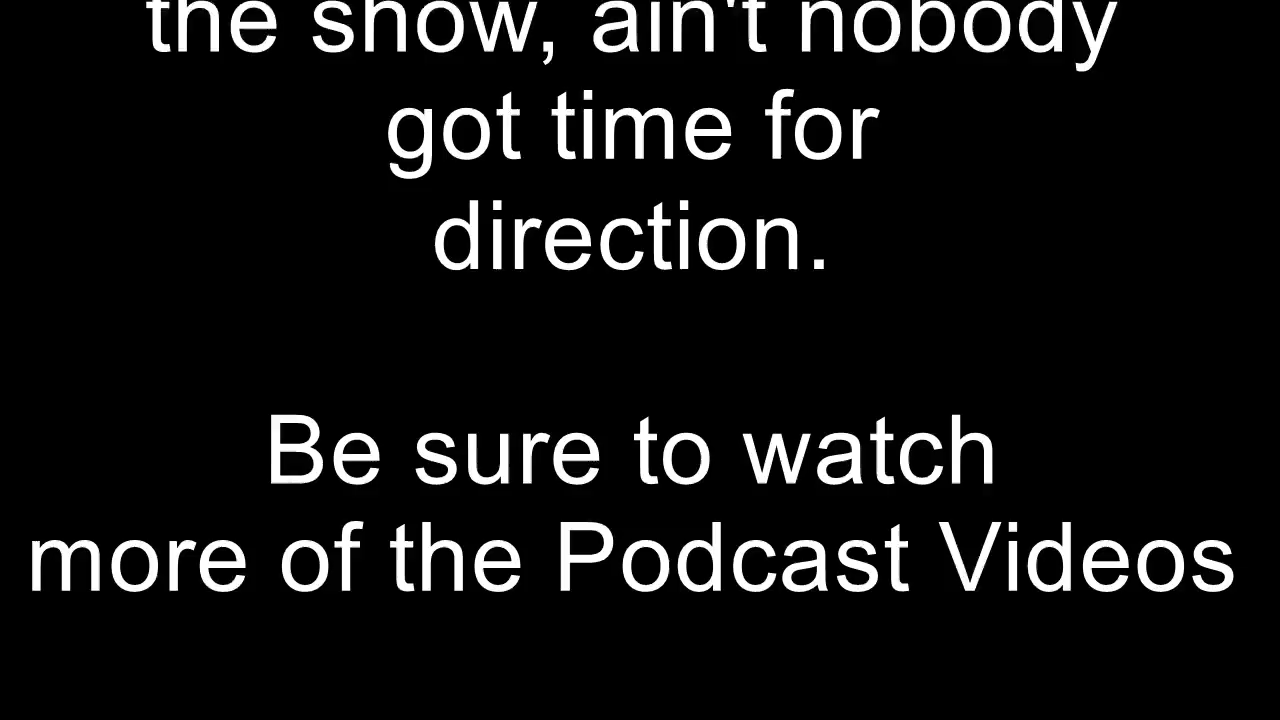 the show, ain't nobody
got time for
direction.
Be sure to watch
more of the Podcast Videos